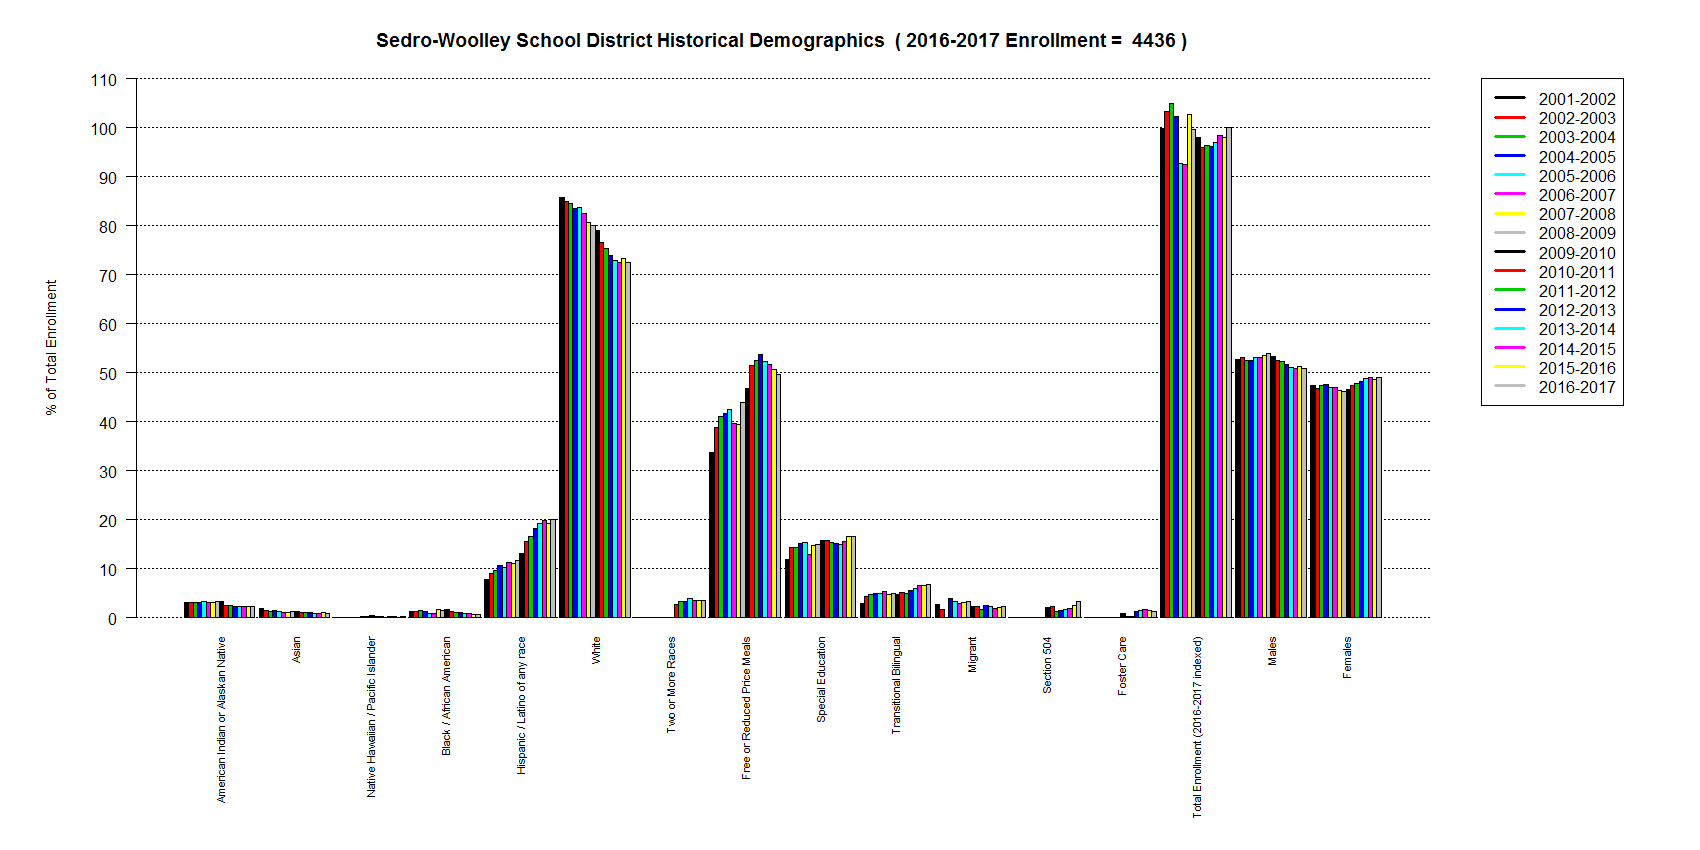 Sedro-Woolley School District Historical Demographics  ( 2016-2017 Enrollment =  4436 )
% of Total Enrollment
110
100
90
80
70
60
50
40
30
20
10
0
American Indian or Alaskan Native
Asian
Native Hawaiian / Pacific Islander
Black / African American
Hispanic / Latino of any race
White
Two or More Races
Free or Reduced Price Meals
Special Education
Transitional Bilingual
Migrant
Section 504
Foster Care
Total Enrollment (2016-2017 indexed)
Males
Females
2001-2002
2002-2003
2003-2004
2004-2005
2005-2006
2006-2007
2007-2008
2008-2009
2009-2010
2010-2011
2011-2012
2012-2013
2013-2014
2014-2015
2015-2016
2016-2017